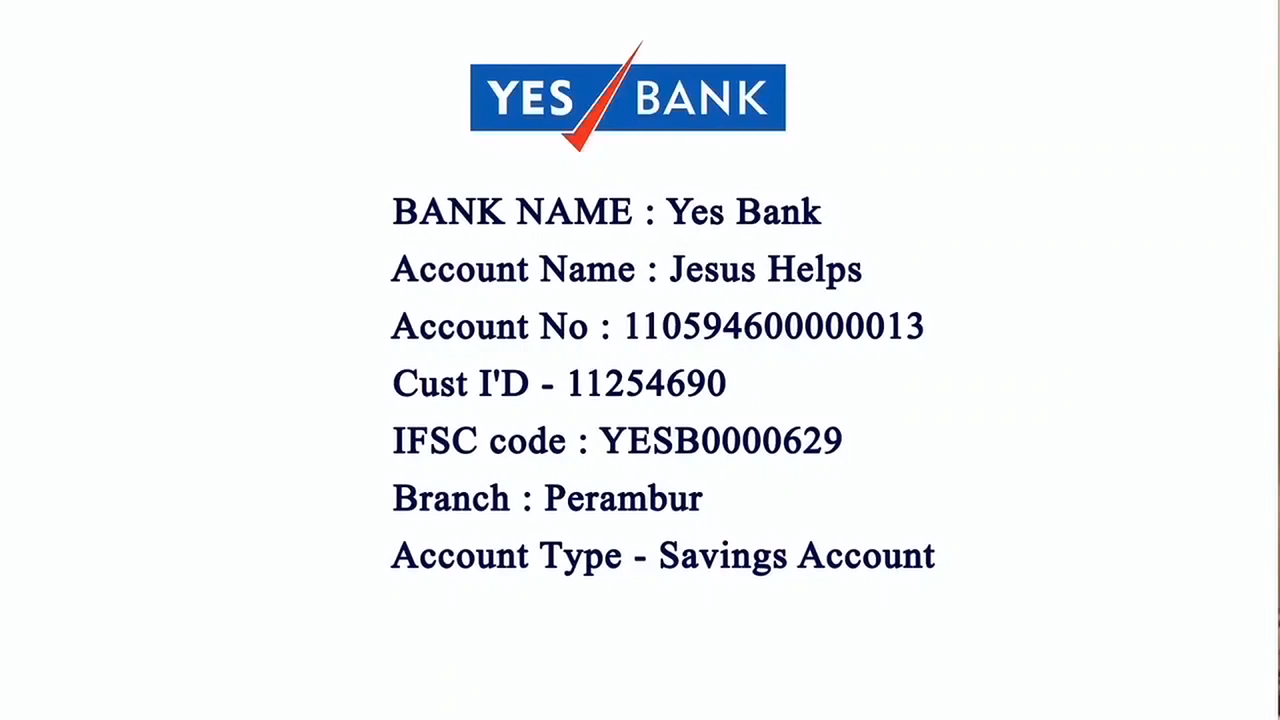 YES BANK
BANK NAME : Yes Bank
Account Name : Jesus Helps
Account No : 110594600000013
Cust I'D - 11254690
IFSC code : YESB0000629
Branch : Perambur
Account Type - Savings Account